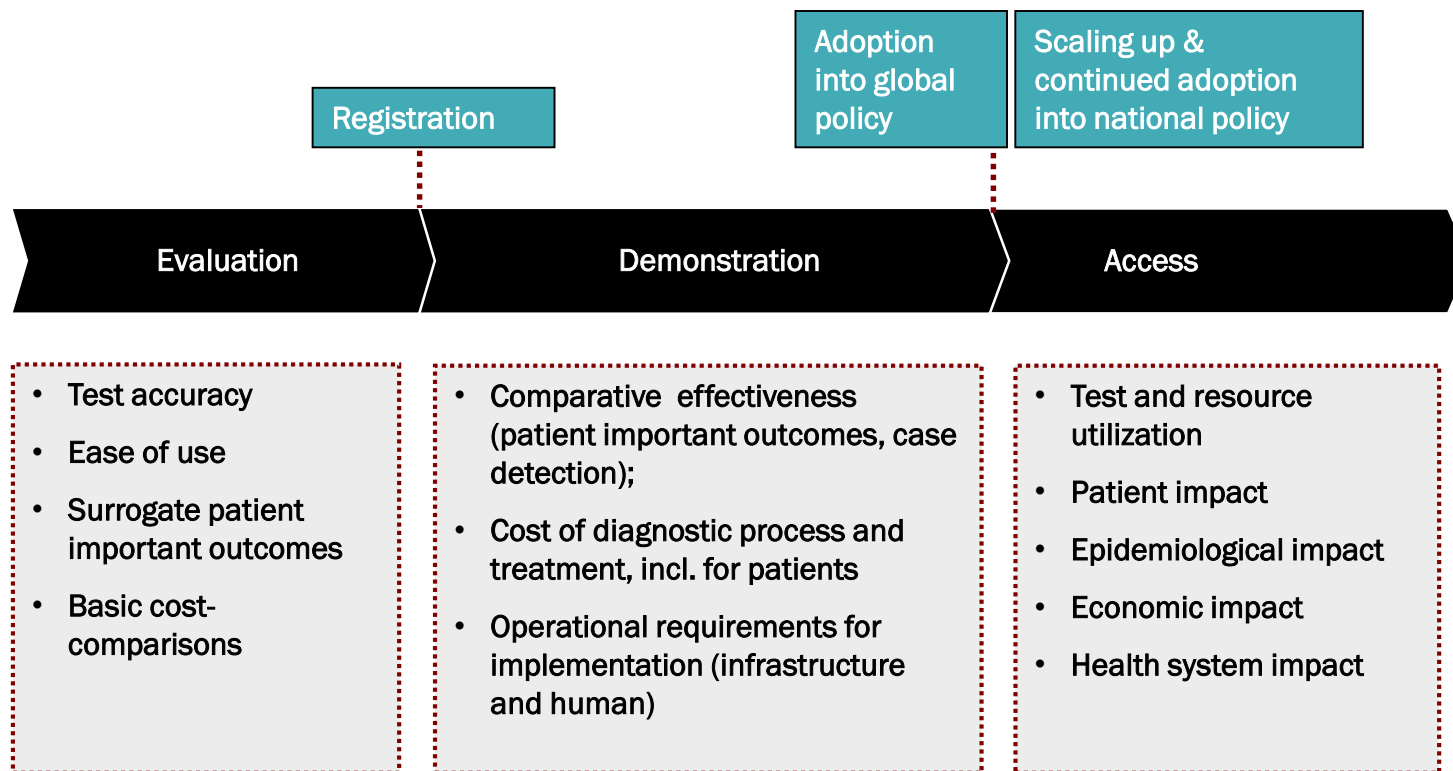 Registration
Adoption
into global
policy
Scaling up &
continued adoption
into national policy
Evaluation
Demonstration
Access
• Test accuracy
• Ease of use
• Surrogate patient
important outcomes
• Basic cost-
comparisons
• Comparative effectiveness
(patient important outcomes, case
detection);
• Cost of diagnostic process and
treatment, incl. for patients
• Operational requirements for
implementation (infrastructure
and human)
• Test and resource
utilization
• Patient impact
• Epidemiological impact
• Economic impact
• Health system impact